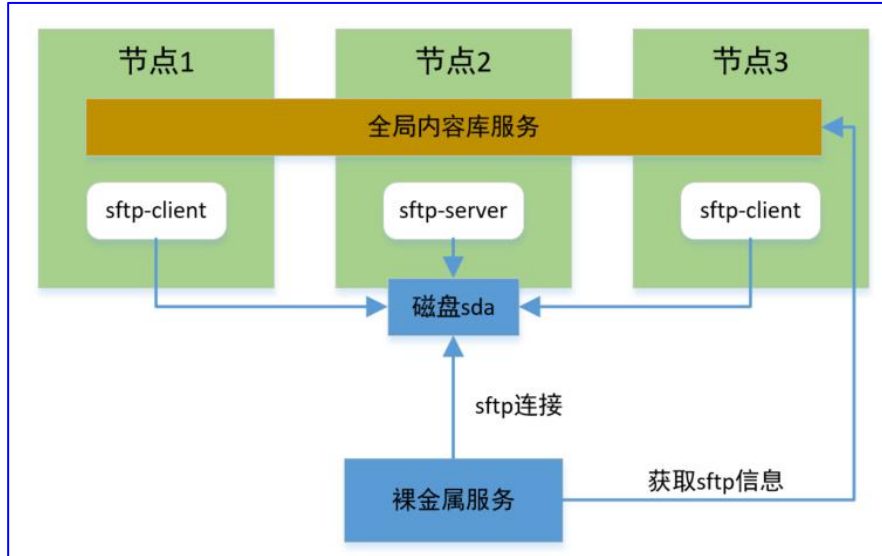 节点1
节点2
节点3
全局内容库服务
sftp-client
sftp-server
sftp-client
磁盘sda
sftp连接
获取sftp信息
裸金属服务